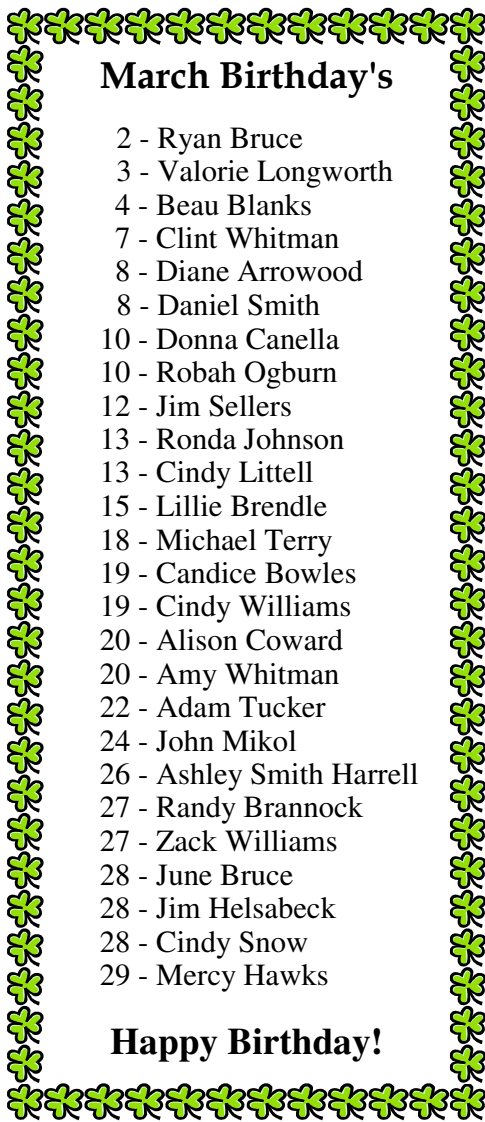 March Birthday's
2 - Ryan Bruce
3 - Valorie Longworth
4 - Beau Blanks
7 - Clint Whitman
8 - Diane Arrowood
8 - Daniel Smith
10 - Donna Canella
10 - Robah Ogburn
12 - Jim Sellers
13 - Ronda Johnson
13 - Cindy Littell
15 - Lillie Brendle
18 - Michael Terry
19 - Candice Bowles
19 - Cindy Williams
20 - Alison Coward
20 - Amy Whitman
22 - Adam Tucker
24 - John Mikol
26 - Ashley Smith Harrell
27 - Randy Brannock
27 - Zack Williams
28 - June Bruce
28 - Jim Helsabeck
28 - Cindy Snow
29 - Mercy Hawks
Happy Birthday!